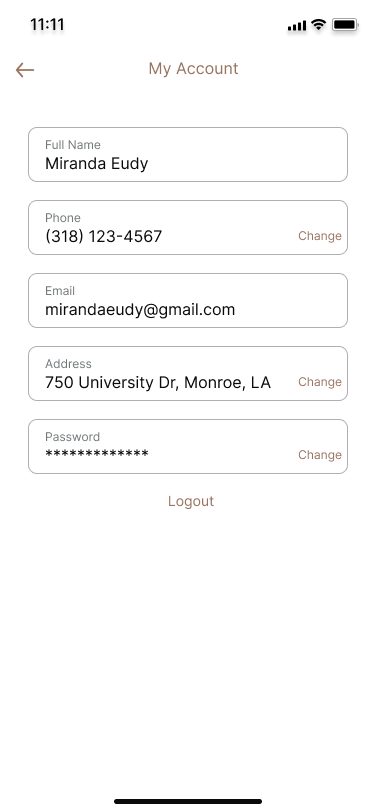 11:11
My Account
Full Name
Miranda Eudy
Phone
(318) 123-4567
Change
Email
mirandaeudy@gmail.com
Address
750 University Dr, Monroe, LA
Change
Password
*************
Change
Logout